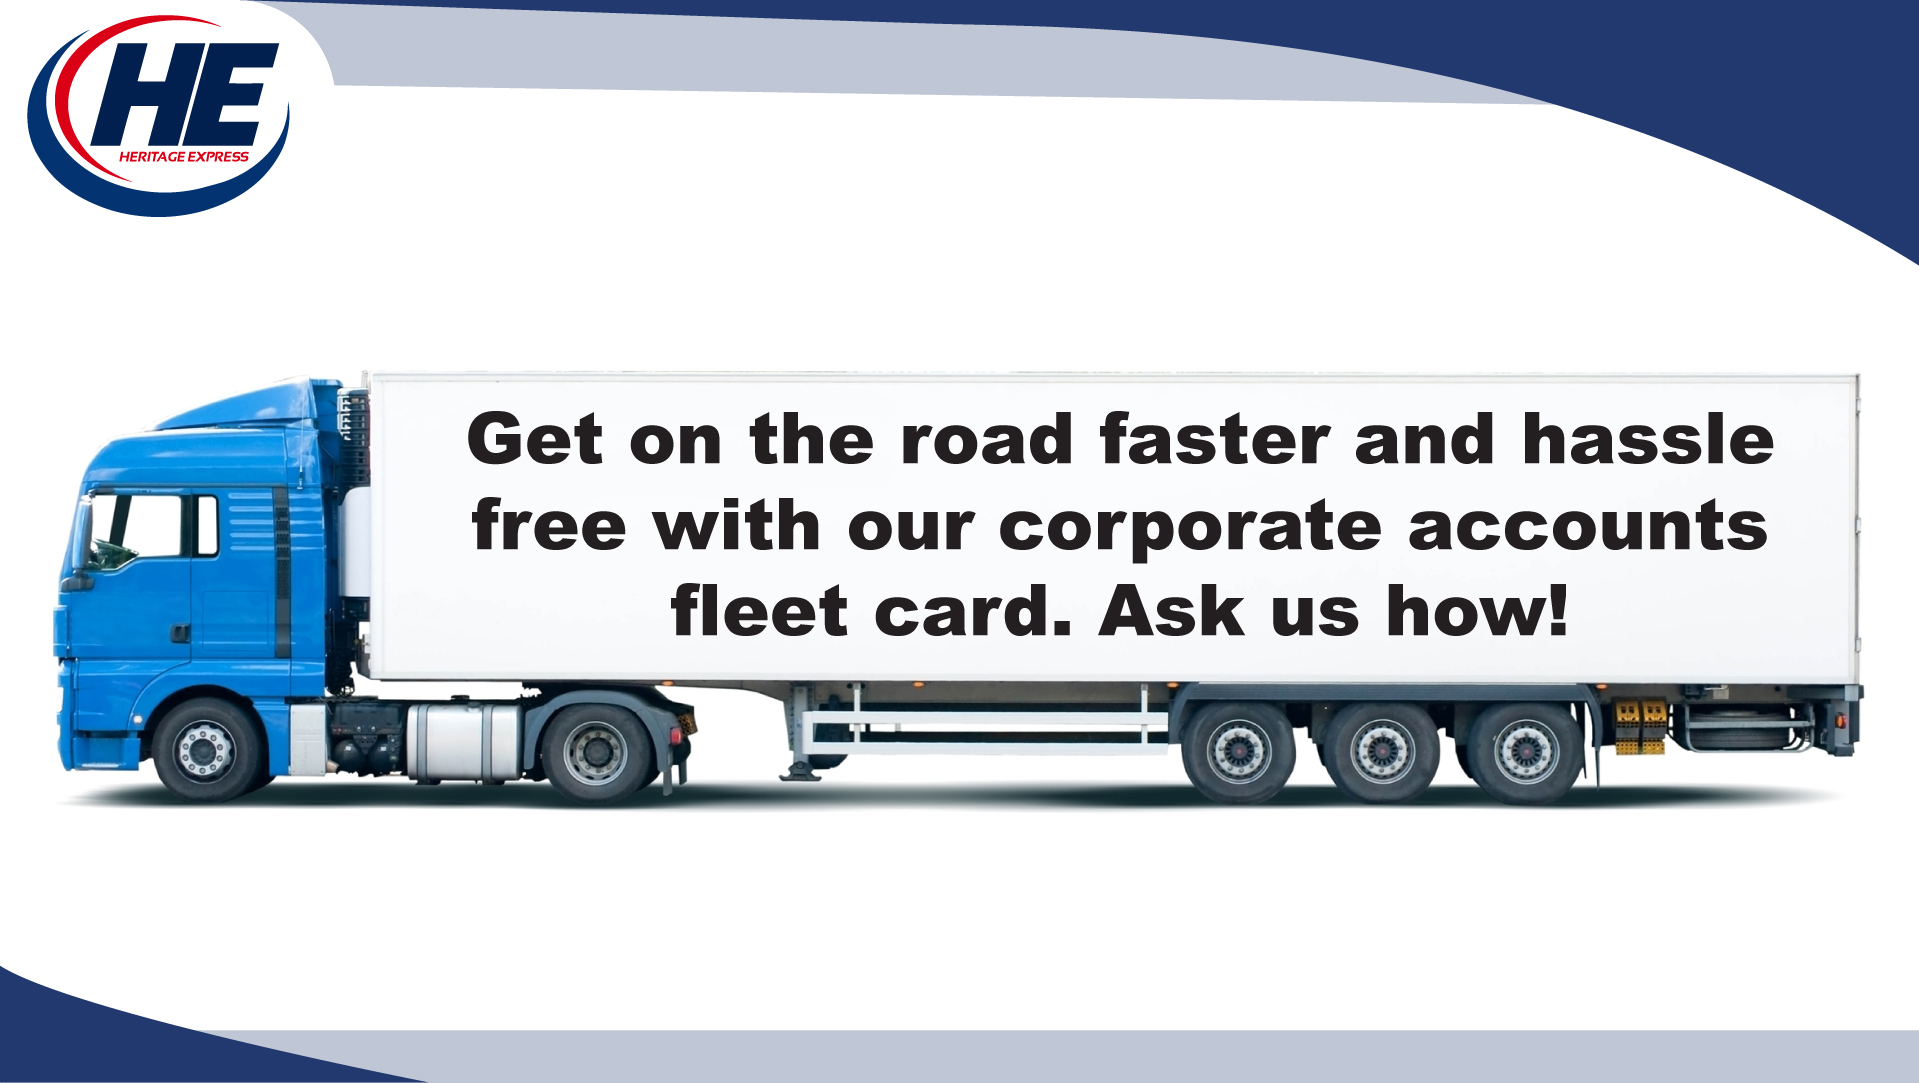 HE
HERITAGE EXPRESS
Get on the road faster and hassle
free with our corporate accounts
fleet card. Ask us how!